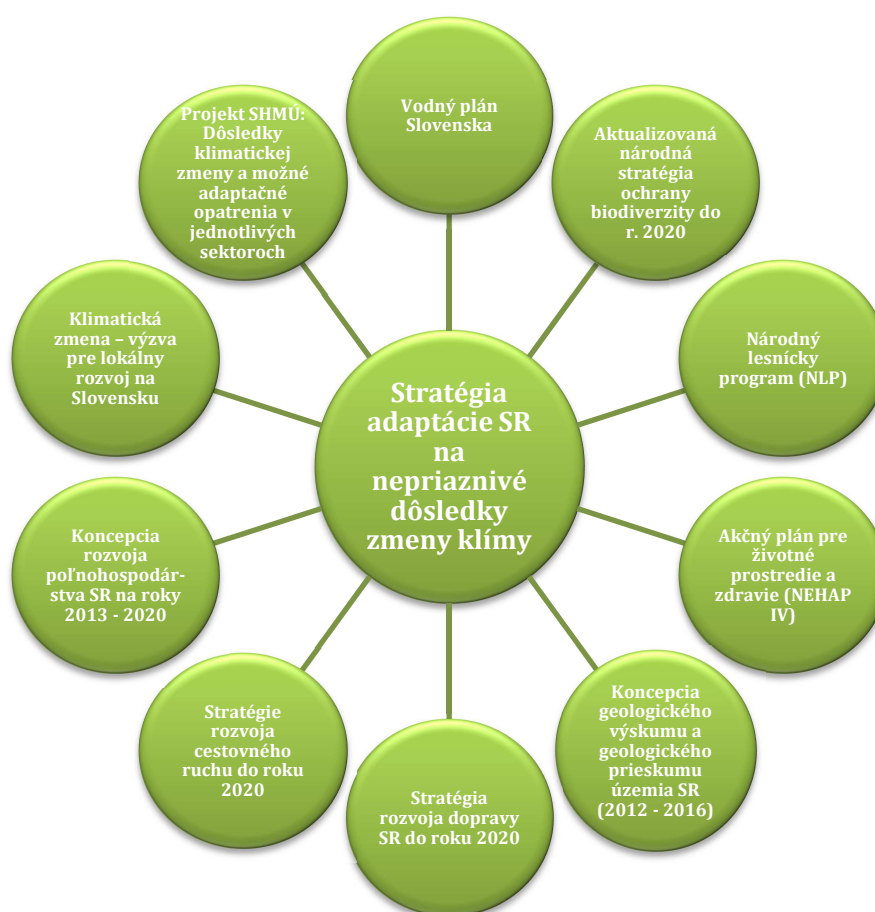 Vodný plán
Slovenska
Aktualizovaná
národná
stratégia
ochrany
biodiverzity do
r. 2020
Národný
lesnícky
program (NLP)
Akčný plán pre
životné
prostredie a
zdravie (NEHAP
IV)
Koncepcia
geologického
výskumu a
geologického
prieskumu
územia SR
(2012 - 2016)
Stratégia
rozvoja dopravy
SR do roku 2020
Stratégie
rozvoja
cestovného
ruchu do roku
2020
Koncepcia
rozvoja
poľnohospodár-
stva SR na roky
2013 - 2020
Klimatická
zmena – výzva
pre lokálny
rozvoj na
Slovensku
Projekt SHMÚ:
Dôsledky
klimatickej
zmeny a možné
adaptačné
opatrenia v
jednotlivých
sektoroch
Stratégia
adaptácie SR
na
nepriaznivé
dôsledky
zmeny klímy